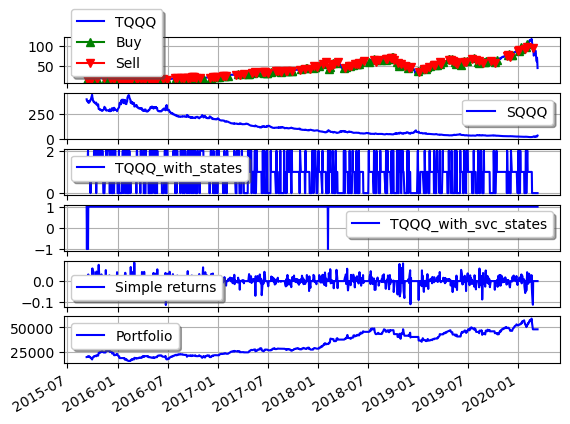 TQQQ
Buy
Sell
100
50
SQQQ
250
0
TQQQ_with_states
2
0
TQQQ_with_svc_states
1
0
−1
Simple returns
0.0
−0.1
Portfolio
50000
25000
2015-07 2016-01 2016-07 2017-01 2017-07 2018-01 2018-07 2019-01 2019-07 2020-01